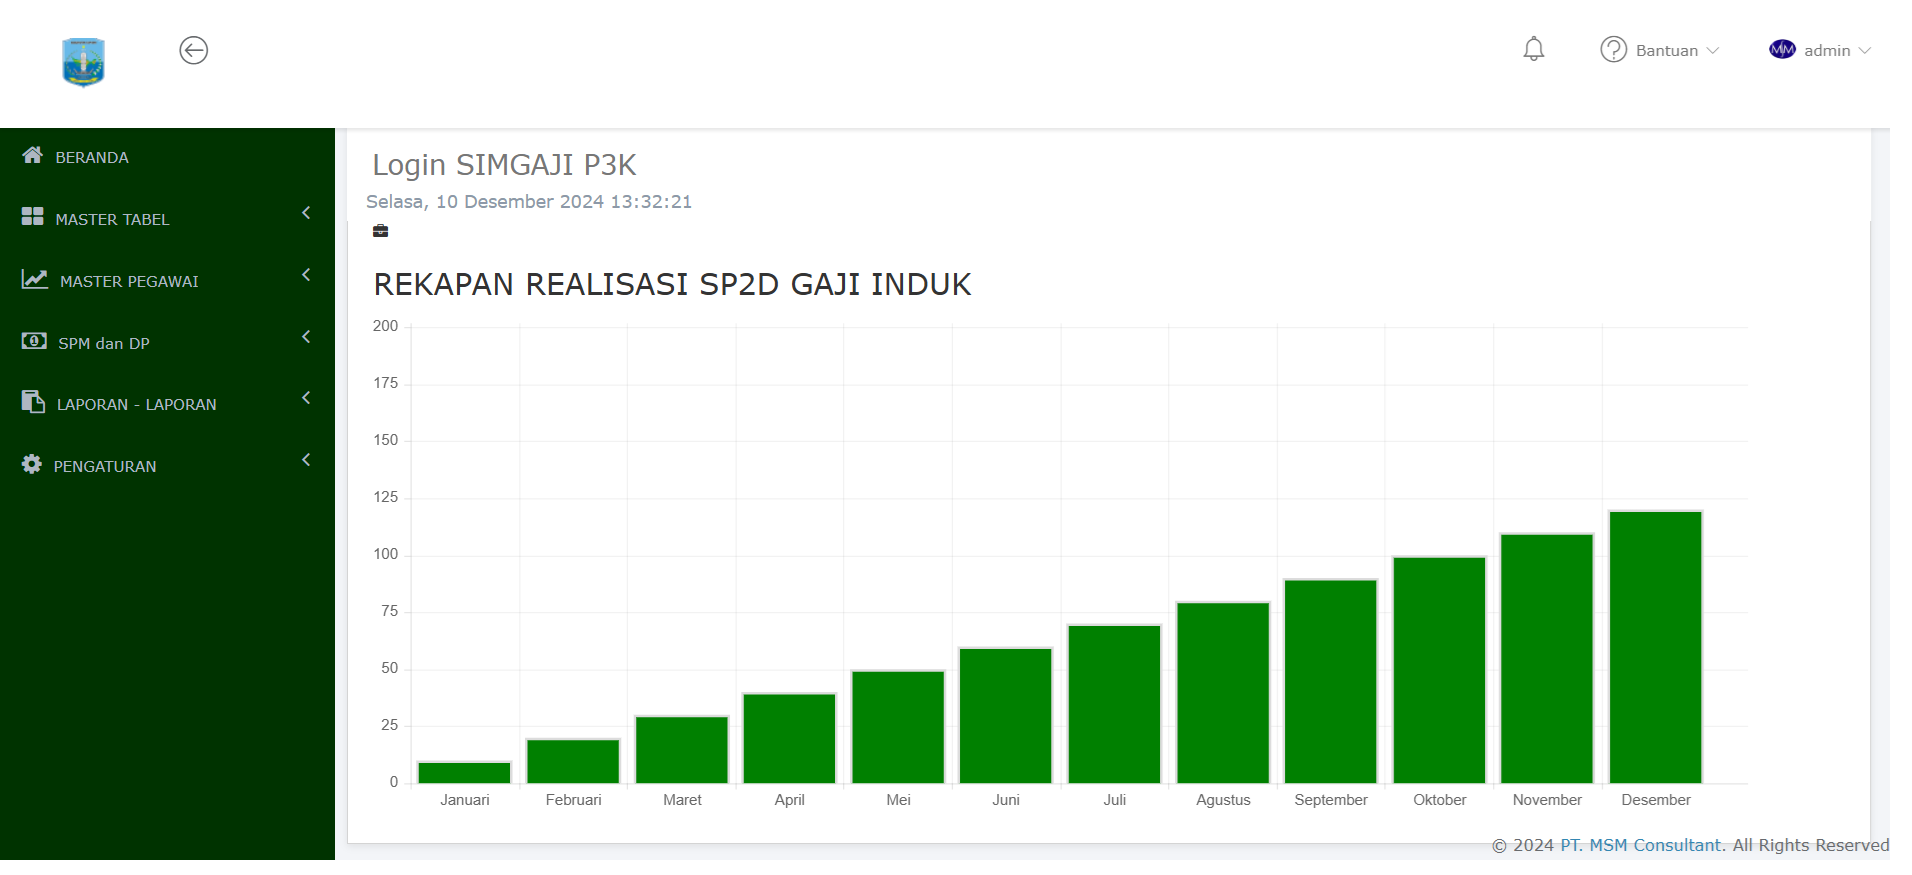 Bantuan
admin
BERANDA
MASTER TABEL
MASTER PEGAWAI
SPM dan DP
LAPORAN - LAPORAN
PENGATURAN
Login SIMGAJI P3K
Selasa, 10 Desember 2024 13:32:21
REKAPAN REALISASI SP2D GAJI INDUK
200
175
150
125
100
75
50
25
0
Januari Februari Maret April Mei Juni Juli Agustus September Oktober November Desember
© 2024 PT. MSM Consultant. All Rights Reserved